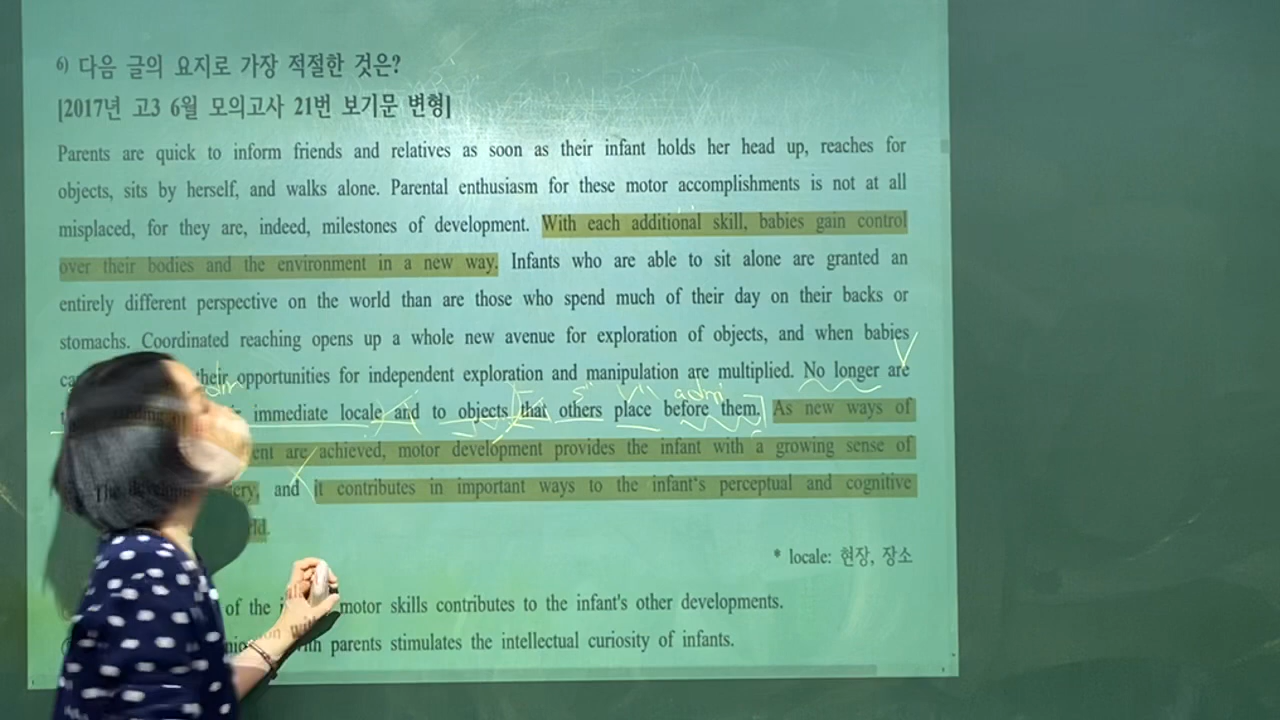 6) 다음 글의 요지로 가장 적절한 것은?
[2017년 고3 6월 모의고사 21번 보기문 변형]
Parents are quick to inform friends and relatives as soon as their infant holds her head up, reaches for
objects, sits by herself, and walks alone. Parental enthusiasm for these motor accomplishments is not at all
misplaced, for they are, indeed, milestones of development. With each additional skill, babies gain control
over their bodies and the environment in a new way. Infants who are able to sit alone are granted an
entirely different perspective on the world than are those who spend much of their day on their backs or
stomachs. Coordinated reaching opens up a whole new avenue for exploration of objects, and when babies
their opportunities for independent exploration and manipulation are multiplied. No longer are
immediate locale and to objects that others place before them. As new ways of
are achieved, motor development provides the infant with a growing sense of
and it contributes in important ways to the infant's perceptual and cognitive
* locale: 현장, 장소
of the motor skills contributes to the infant's other developments.
parents stimulates the intellectual curiosity of infants.